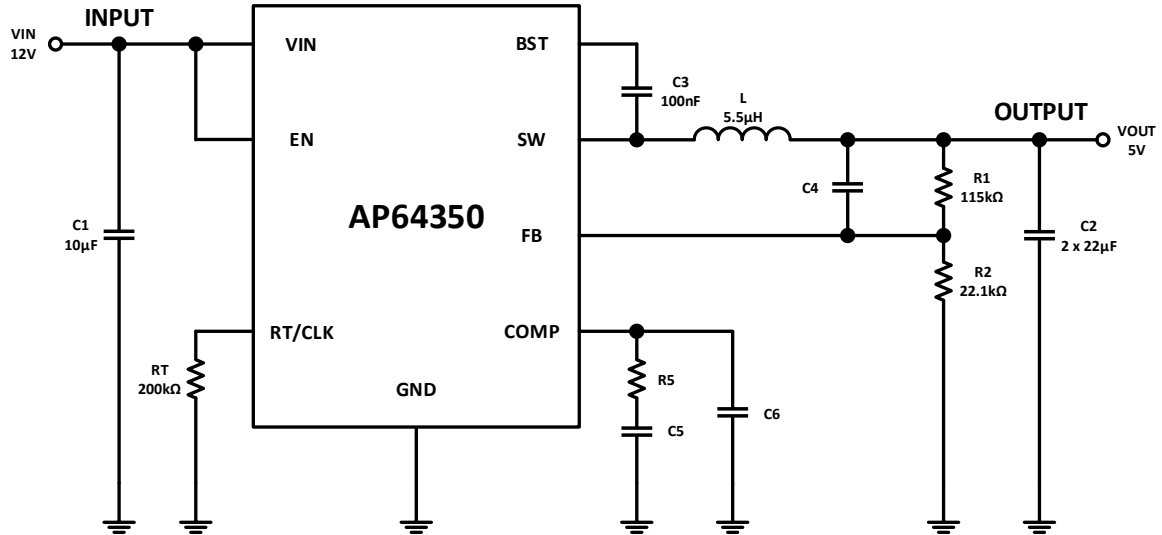 INPUT
VIN
12V
VIN
BST
C3
100nF
L
5.5µH
OUTPUT
VOUT
5V
EN
SW
C4
R1
115kΩ
AP64350
C1
10µF
FB
C2
2 x 22µF
R2
22.1kΩ
RT/CLK
COMP
RT
200kΩ
GND
R5
C6
C5